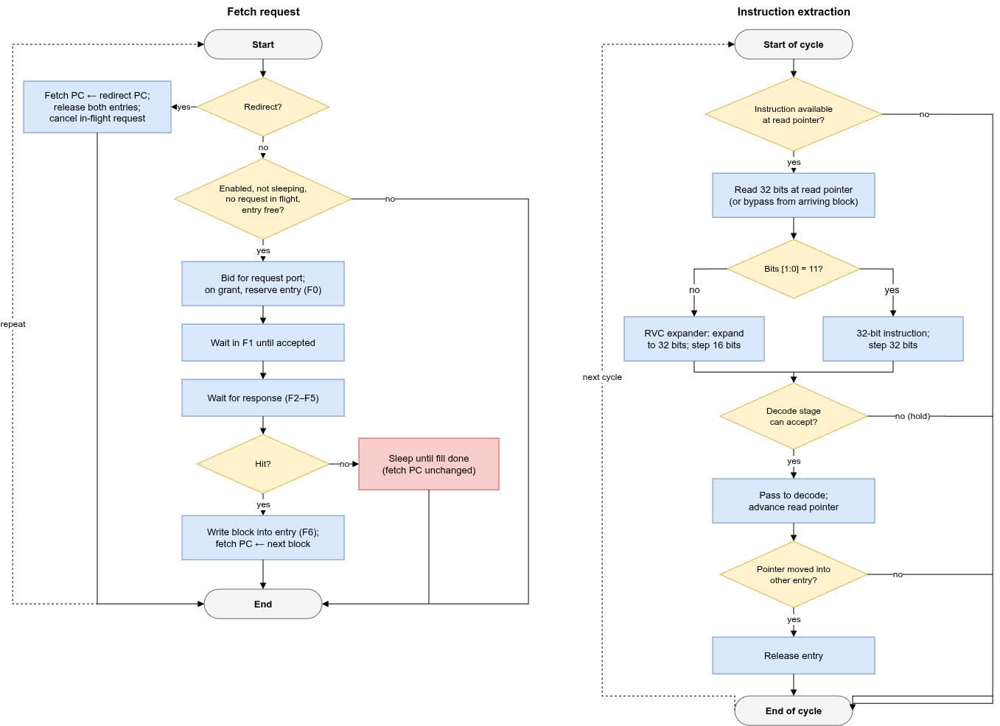 Fetch request
Start
Redirect?
yes
Fetch PC ← redirect PC;
release both entries;
cancel in-flight request
no
Enabled, not sleeping,
no request in flight,
entry free?
no
yes
Bid for request port;
on grant, reserve entry (F0)
Wait in F1 until accepted
repeat
Wait for response (F2–F5)
Hit?
no
Sleep until fill done
(fetch PC unchanged)
yes
Write block into entry (F6);
fetch PC ← next block
End
Instruction extraction
Start of cycle
Instruction available
at read pointer?
no
yes
Read 32 bits at read pointer
(or bypass from arriving block)
Bits [1:0] = 11?
no
yes
RVC expander: expand
to 32 bits; step 16 bits
32-bit instruction;
step 32 bits
next cycle
Decode stage
can accept?
no (hold)
yes
Pass to decode;
advance read pointer
Pointer moved into
other entry?
no
yes
Release entry
End of cycle